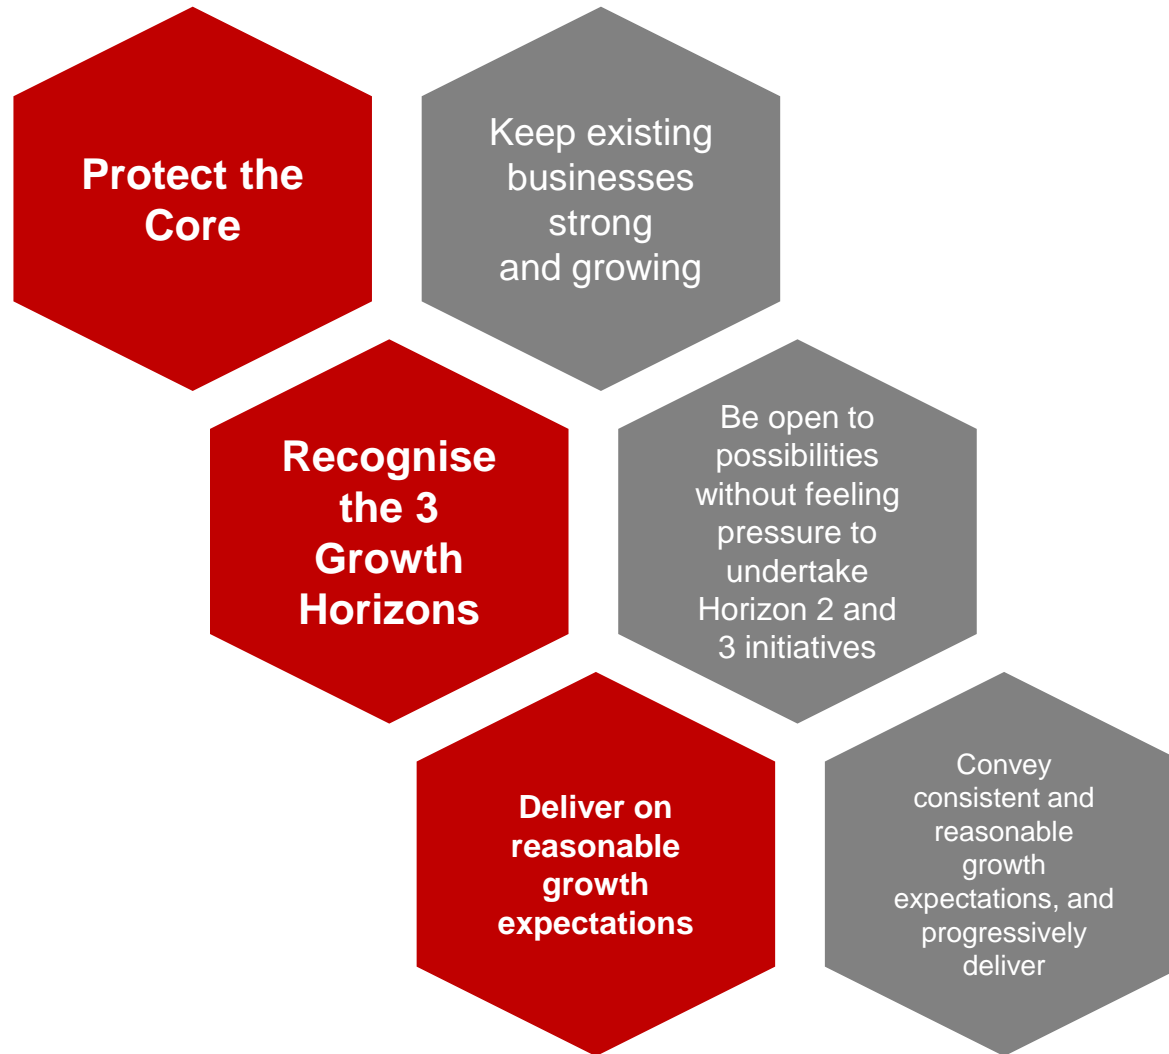 Protect the
Core
Keep existing
businesses
strong
and growing
Recognise
the 3
Growth
Horizons
Be open to
possibilities
without feeling
pressure to
undertake
Horizon 2 and
3 initiatives
Deliver on
reasonable
growth
expectations
Convey
consistent and
reasonable
growth
expectations, and
progressively
deliver